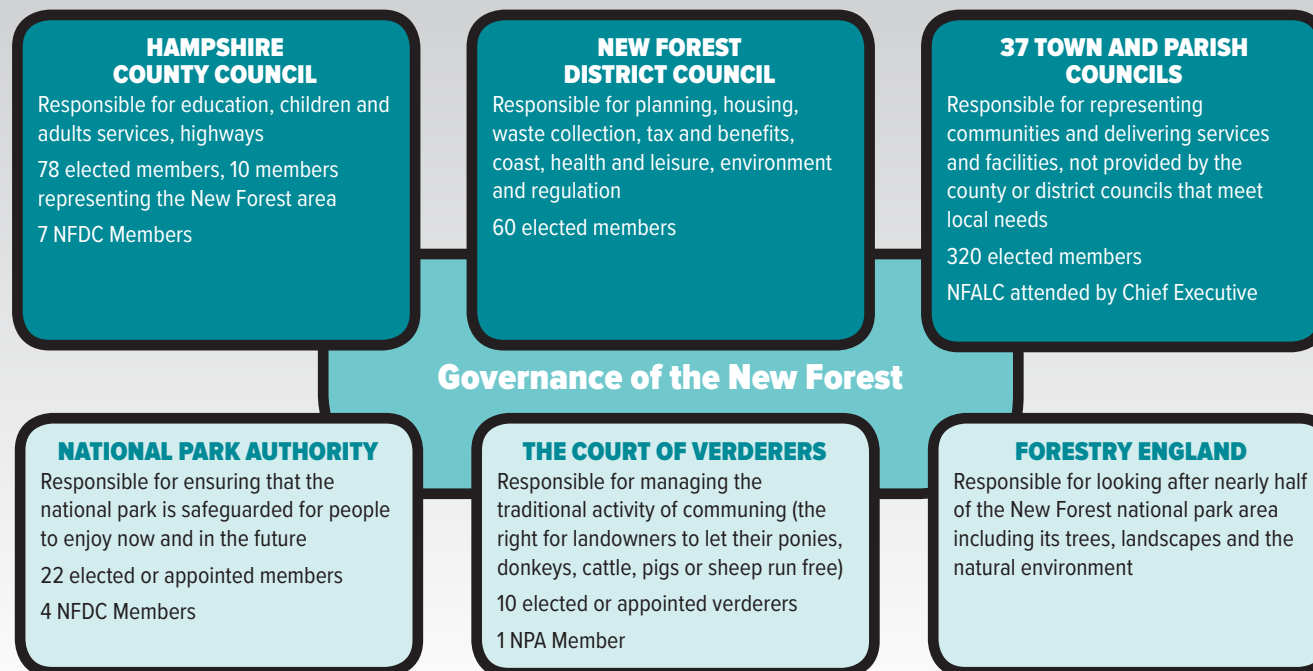 HAMPSHIRE
COUNTY COUNCIL
Responsible for education, children and
adults services, highways
78 elected members, 10 members
representing the New Forest area
7 NFDC Members
NEW FOREST
DISTRICT COUNCIL
Responsible for planning, housing,
waste collection, tax and benefits,
coast, health and leisure, environment
and regulation
60 elected members
37 TOWN AND PARISH
COUNCILS
Responsible for representing
communities and delivering services
and facilities, not provided by the
county or district councils that meet
local needs
320 elected members
NFALC attended by Chief Executive
Governance of the New Forest
NATIONAL PARK AUTHORITY
Responsible for ensuring that the
national park is safeguarded for people
to enjoy now and in the future
22 elected or appointed members
4 NFDC Members
THE COURT OF VERDERERS
Responsible for managing the
traditional activity of communing (the
right for landowners to let their ponies,
donkeys, cattle, pigs or sheep run free)
10 elected or appointed verderers
1 NPA Member
FORESTRY ENGLAND
Responsible for looking after nearly half
of the New Forest national park area
including its trees, landscapes and the
natural environment